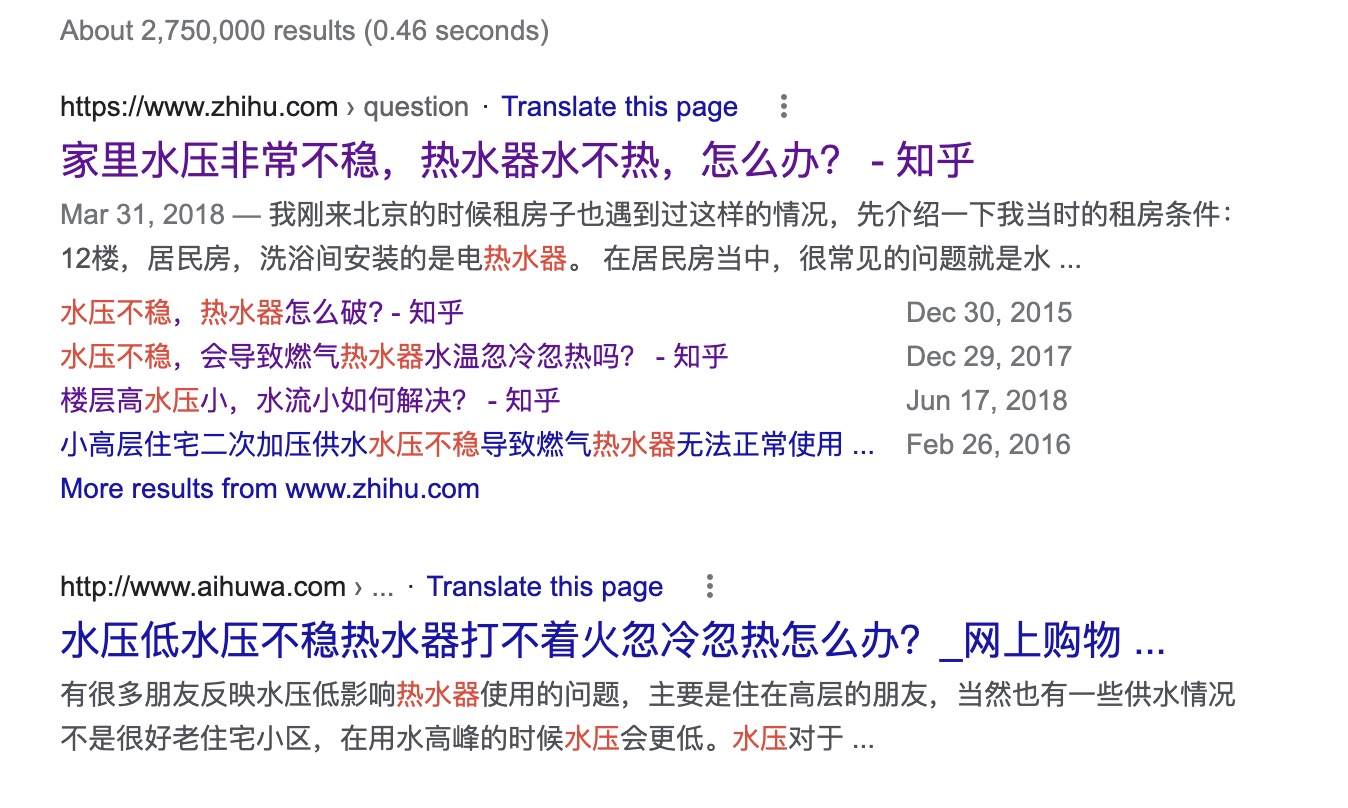 About 2,750,000 results (0.46 seconds)
https://www.zhihu.com › question · Translate this page
家里水压非常不稳，热水器水不热，怎么办？ - 知乎
Mar 31, 2018 — 我刚来北京的时候租房子也遇到过这样的情况，先介绍一下我当时的租房条件：
12楼，居民房，洗浴间安装的是电热水器。 在居民房当中，很常见的问题就是水 ...
水压不稳，热水器怎么破? - 知乎 Dec 30, 2015
水压不稳，会导致燃气热水器水温忽冷忽热吗？ - 知乎 Dec 29, 2017
楼层高水压小，水流小如何解决？ - 知乎 Jun 17, 2018
小高层住宅二次加压供水水压不稳导致燃气热水器无法正常使用 ... Feb 26, 2016
More results from www.zhihu.com
http://www.aihuwa.com › ... · Translate this page
水压低水压不稳热水器打不着火忽冷忽热怎么办？_网上购物 ...
有很多朋友反映水压低影响热水器使用的问题，主要是住在高层的朋友，当然也有一些供水情况
不是很好老住宅小区，在用水高峰的时候水压会更低。水压对于 ...